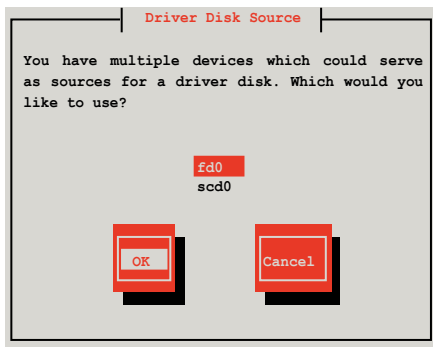 Driver Disk Source
You have multiple devices which could serve
as sources for a driver disk. Which would you
like to use?
fd0
scd0
OK
Cancel